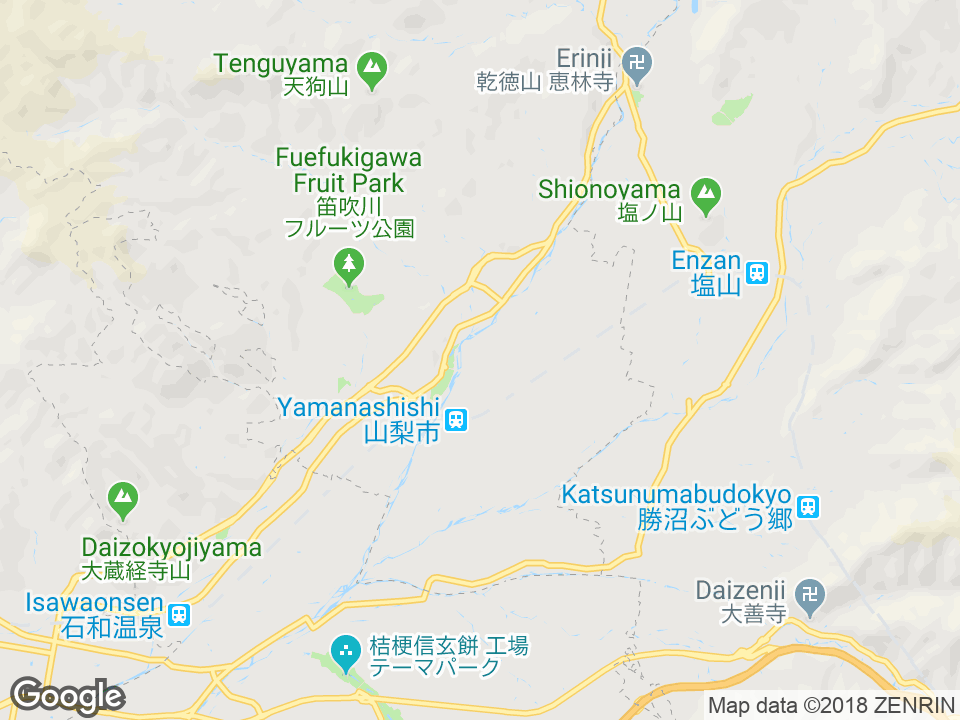 Tenguyama
天狗山
Erinji
乾徳山 恵林寺
Fuefukigawa
Fruit Park
笛吹川
フルーツ公園
Shionoyama
塩ノ山
Enzan
塩山
Yamanashishi
山梨市
Katsunumabudokyo
勝沼ぶどう郷
Daizokyojiyama
大蔵経寺山
Isawaonsen
石和温泉
Daizenji
大善寺
桔梗信玄餅 工場
テーマパーク
Google
Map data ©2018 ZENRIN